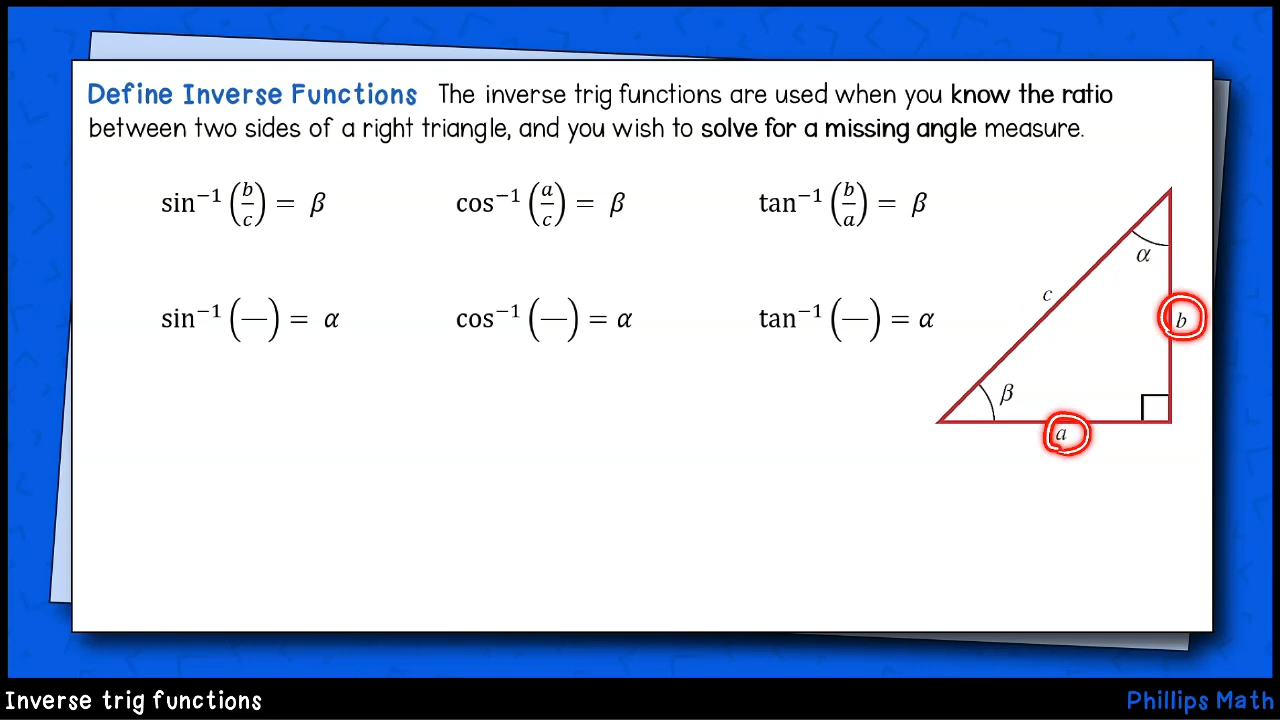 Define Inverse Functions The inverse trig functions are used when you know the ratio
between two sides of a right triangle, and you wish to solve for a missing angle measure.
sin⁻¹ (b/c) = β cos⁻¹ (a/c) = β tan⁻¹ (b/a) = β
sin⁻¹ (—) = α cos⁻¹ (—) = α tan⁻¹ (—) = α
α
c
b
β
a
Inverse trig functions
Phillips Math